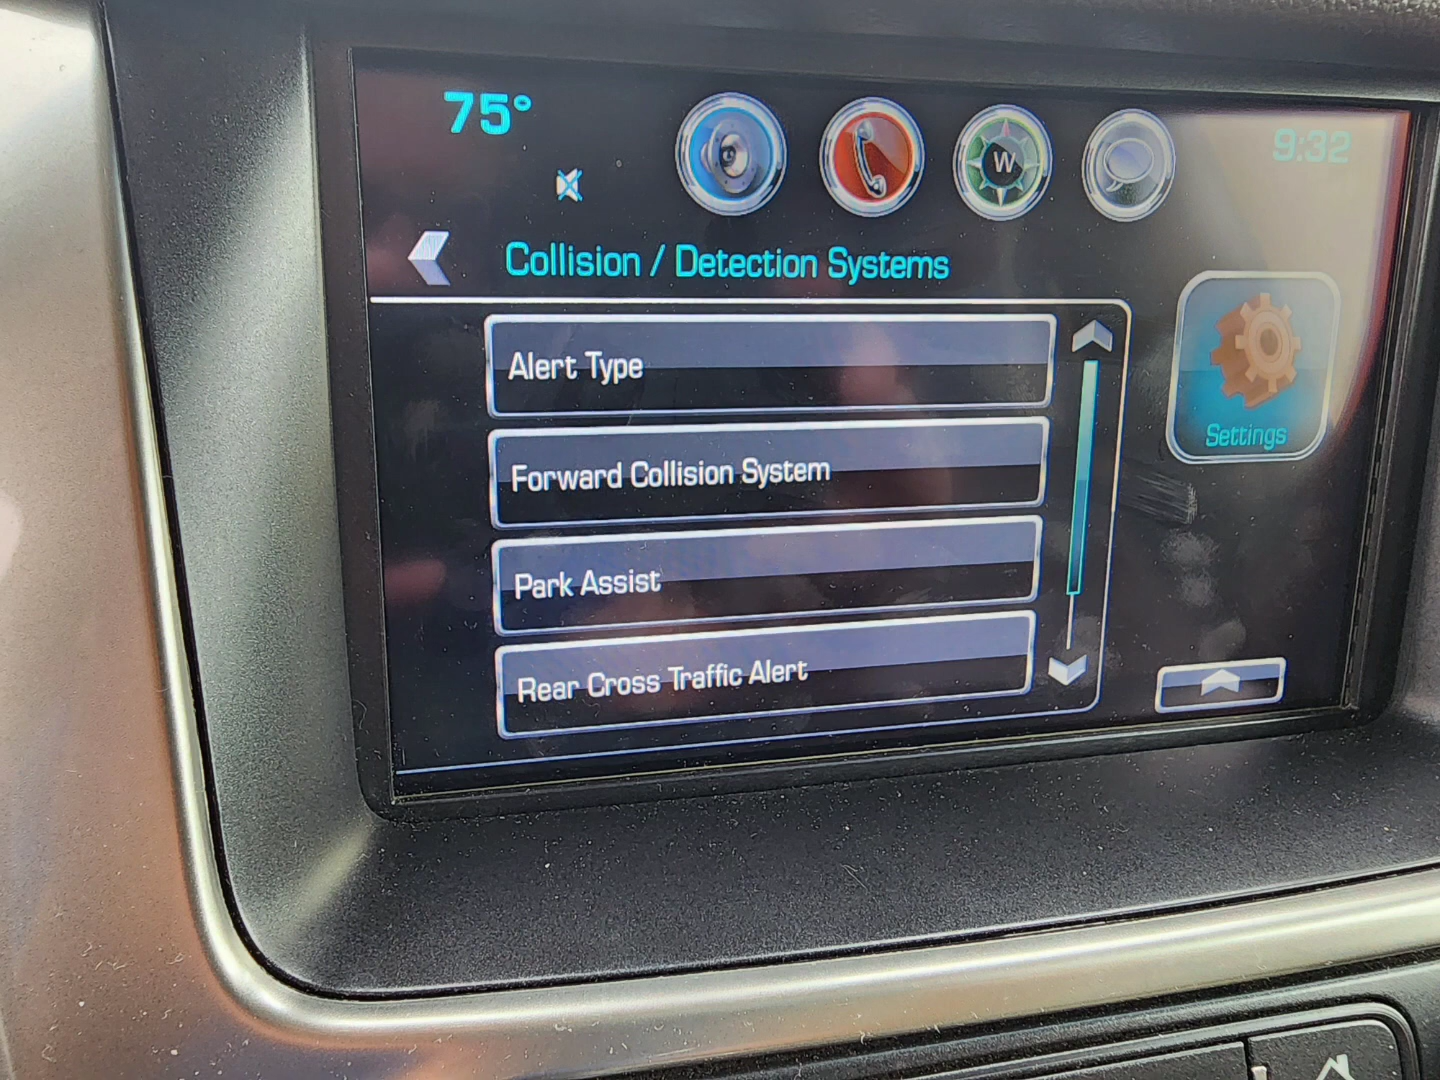 75°
W
9:32
Collision / Detection Systems
Alert Type
Settings
Forward Collision System
Park Assist
Rear Cross Traffic Alert